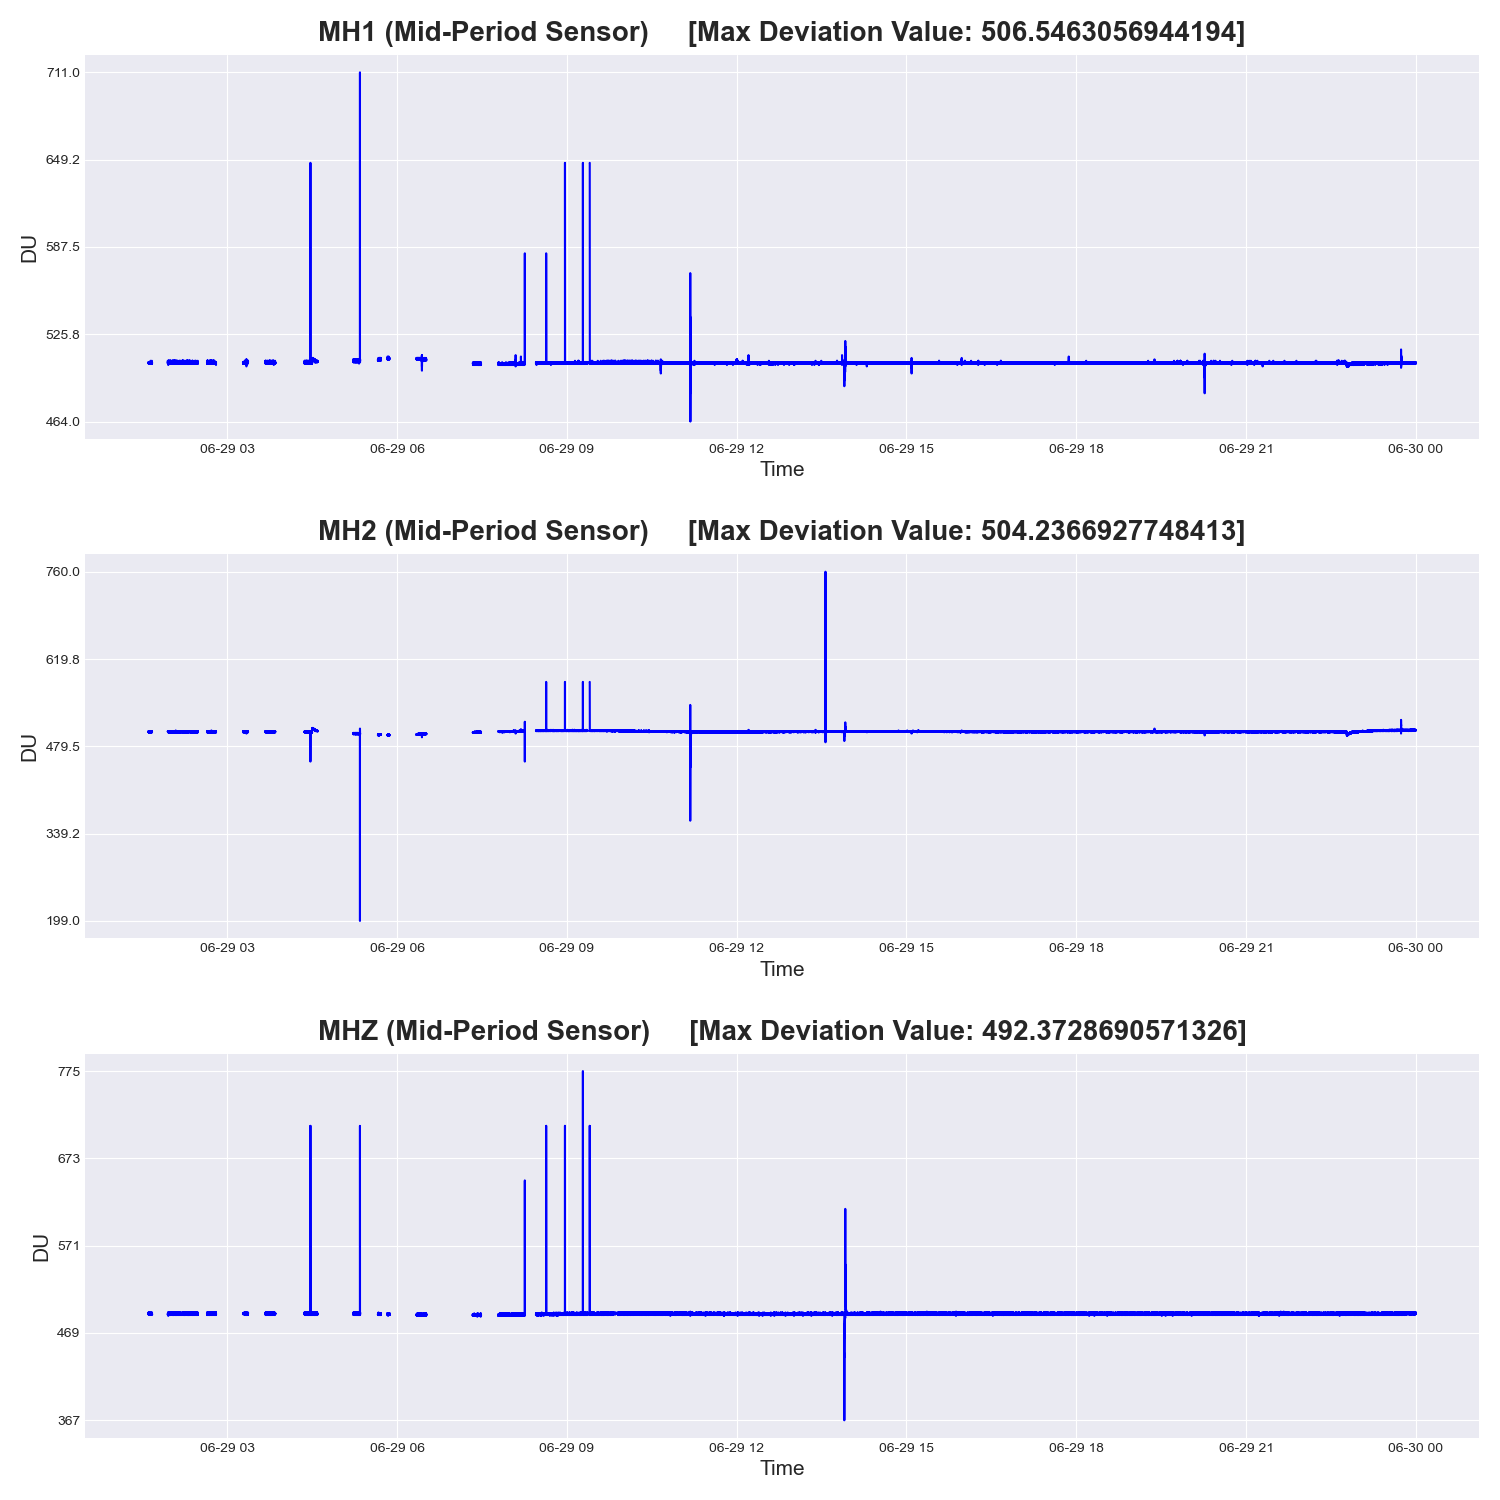 MH1 (Mid-Period Sensor) [Max Deviation Value: 506.5463056944194]
711.0
649.2
587.5
525.8
464.0
DU
06-29 03 06-29 06 06-29 09 06-29 12 06-29 15 06-29 18 06-29 21 06-30 00
Time
MH2 (Mid-Period Sensor) [Max Deviation Value: 504.2366927748413]
760.0
619.8
479.5
339.2
199.0
DU
06-29 03 06-29 06 06-29 09 06-29 12 06-29 15 06-29 18 06-29 21 06-30 00
Time
MHZ (Mid-Period Sensor) [Max Deviation Value: 492.3728690571326]
775
673
571
469
367
DU
06-29 03 06-29 06 06-29 09 06-29 12 06-29 15 06-29 18 06-29 21 06-30 00
Time